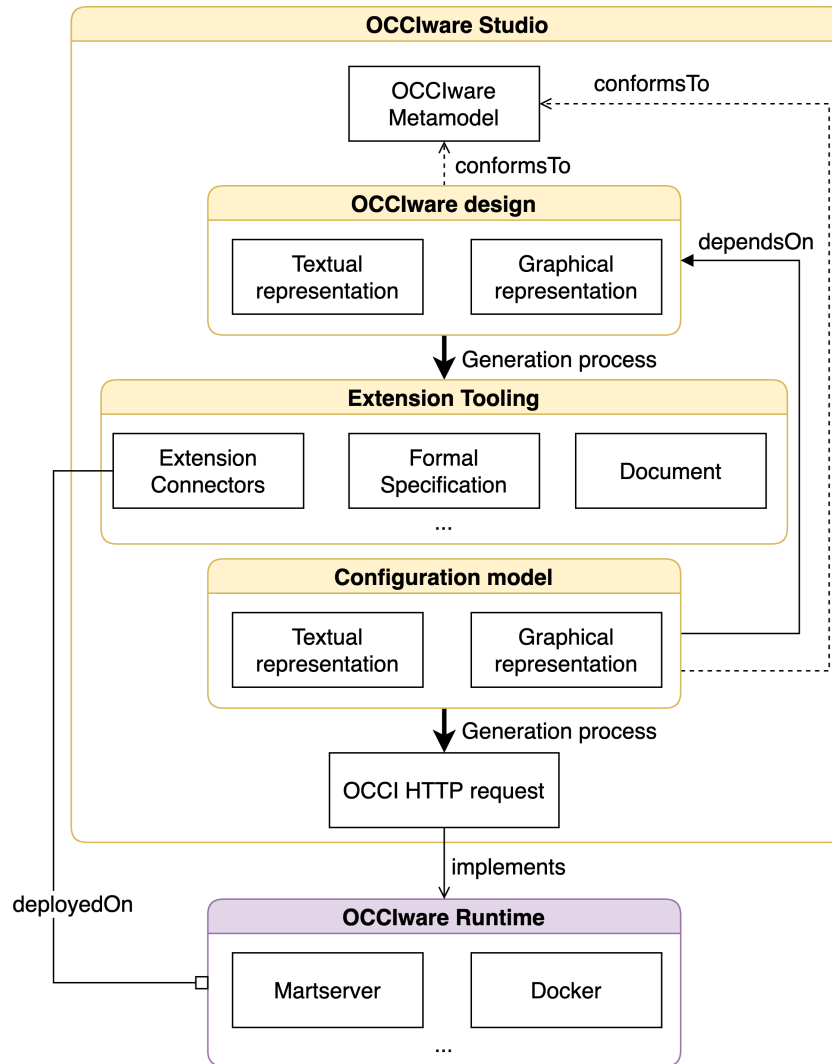 OCCIware Studio
OCCIware
Metamodel
conformsTo
conformsTo
OCCIware design
Textual
representation
Graphical
representation
dependsOn
Generation process
Extension Tooling
Extension
Connectors
Formal
Specification
Document
...
Configuration model
Textual
representation
Graphical
representation
Generation process
OCCI HTTP request
implements
deployedOn
OCCIware Runtime
Martserver
Docker
...